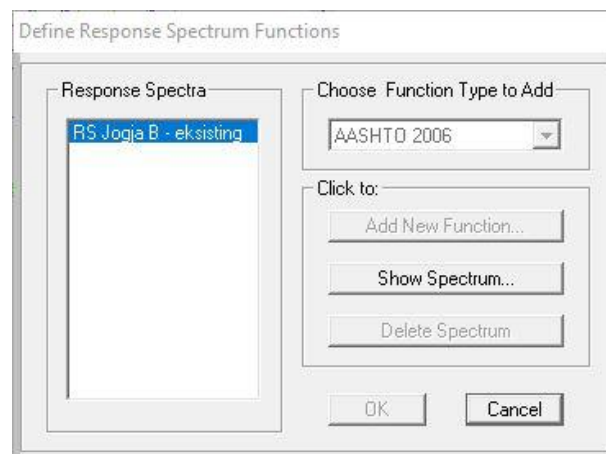 Define Response Spectrum Functions
Response Spectra
RS Jogja B - eksisting
Choose Function Type to Add
AASHTO 2006
Click to:
Add New Function...
Show Spectrum...
Delete Spectrum
OK
Cancel